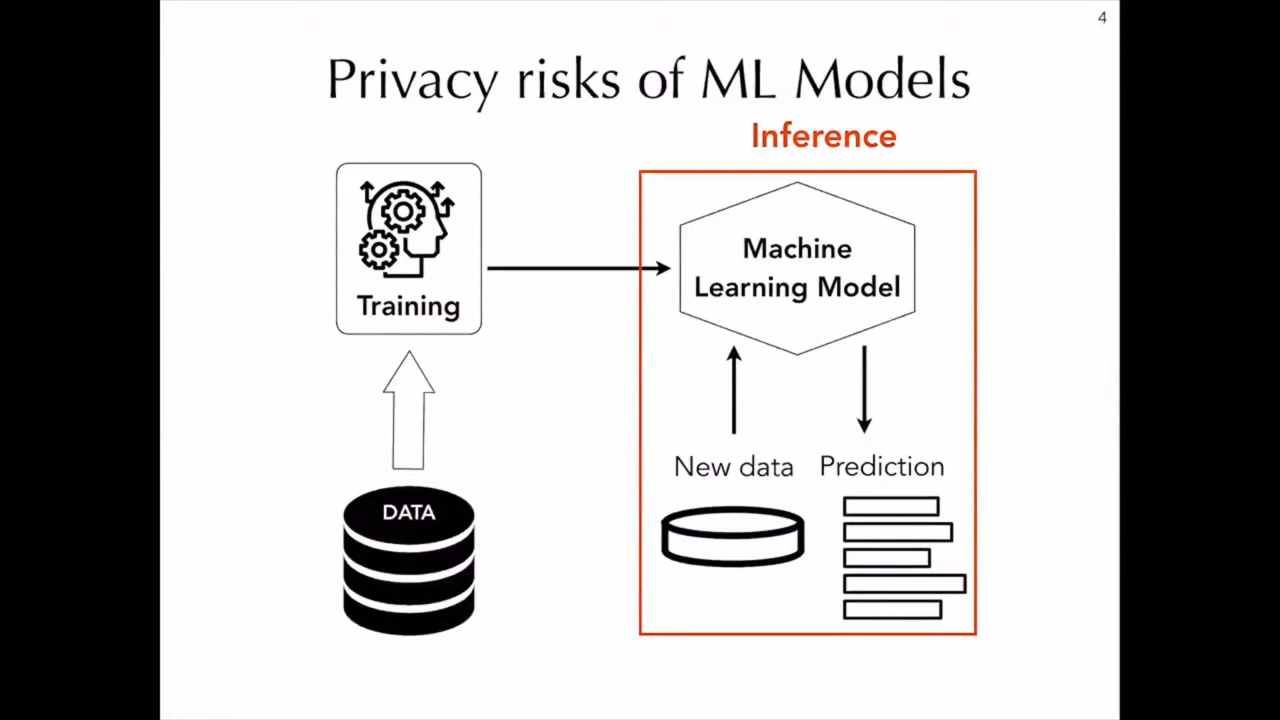 4
Privacy risks of ML Models
Inference
Training
Machine
Learning Model
New data
Prediction
DATA